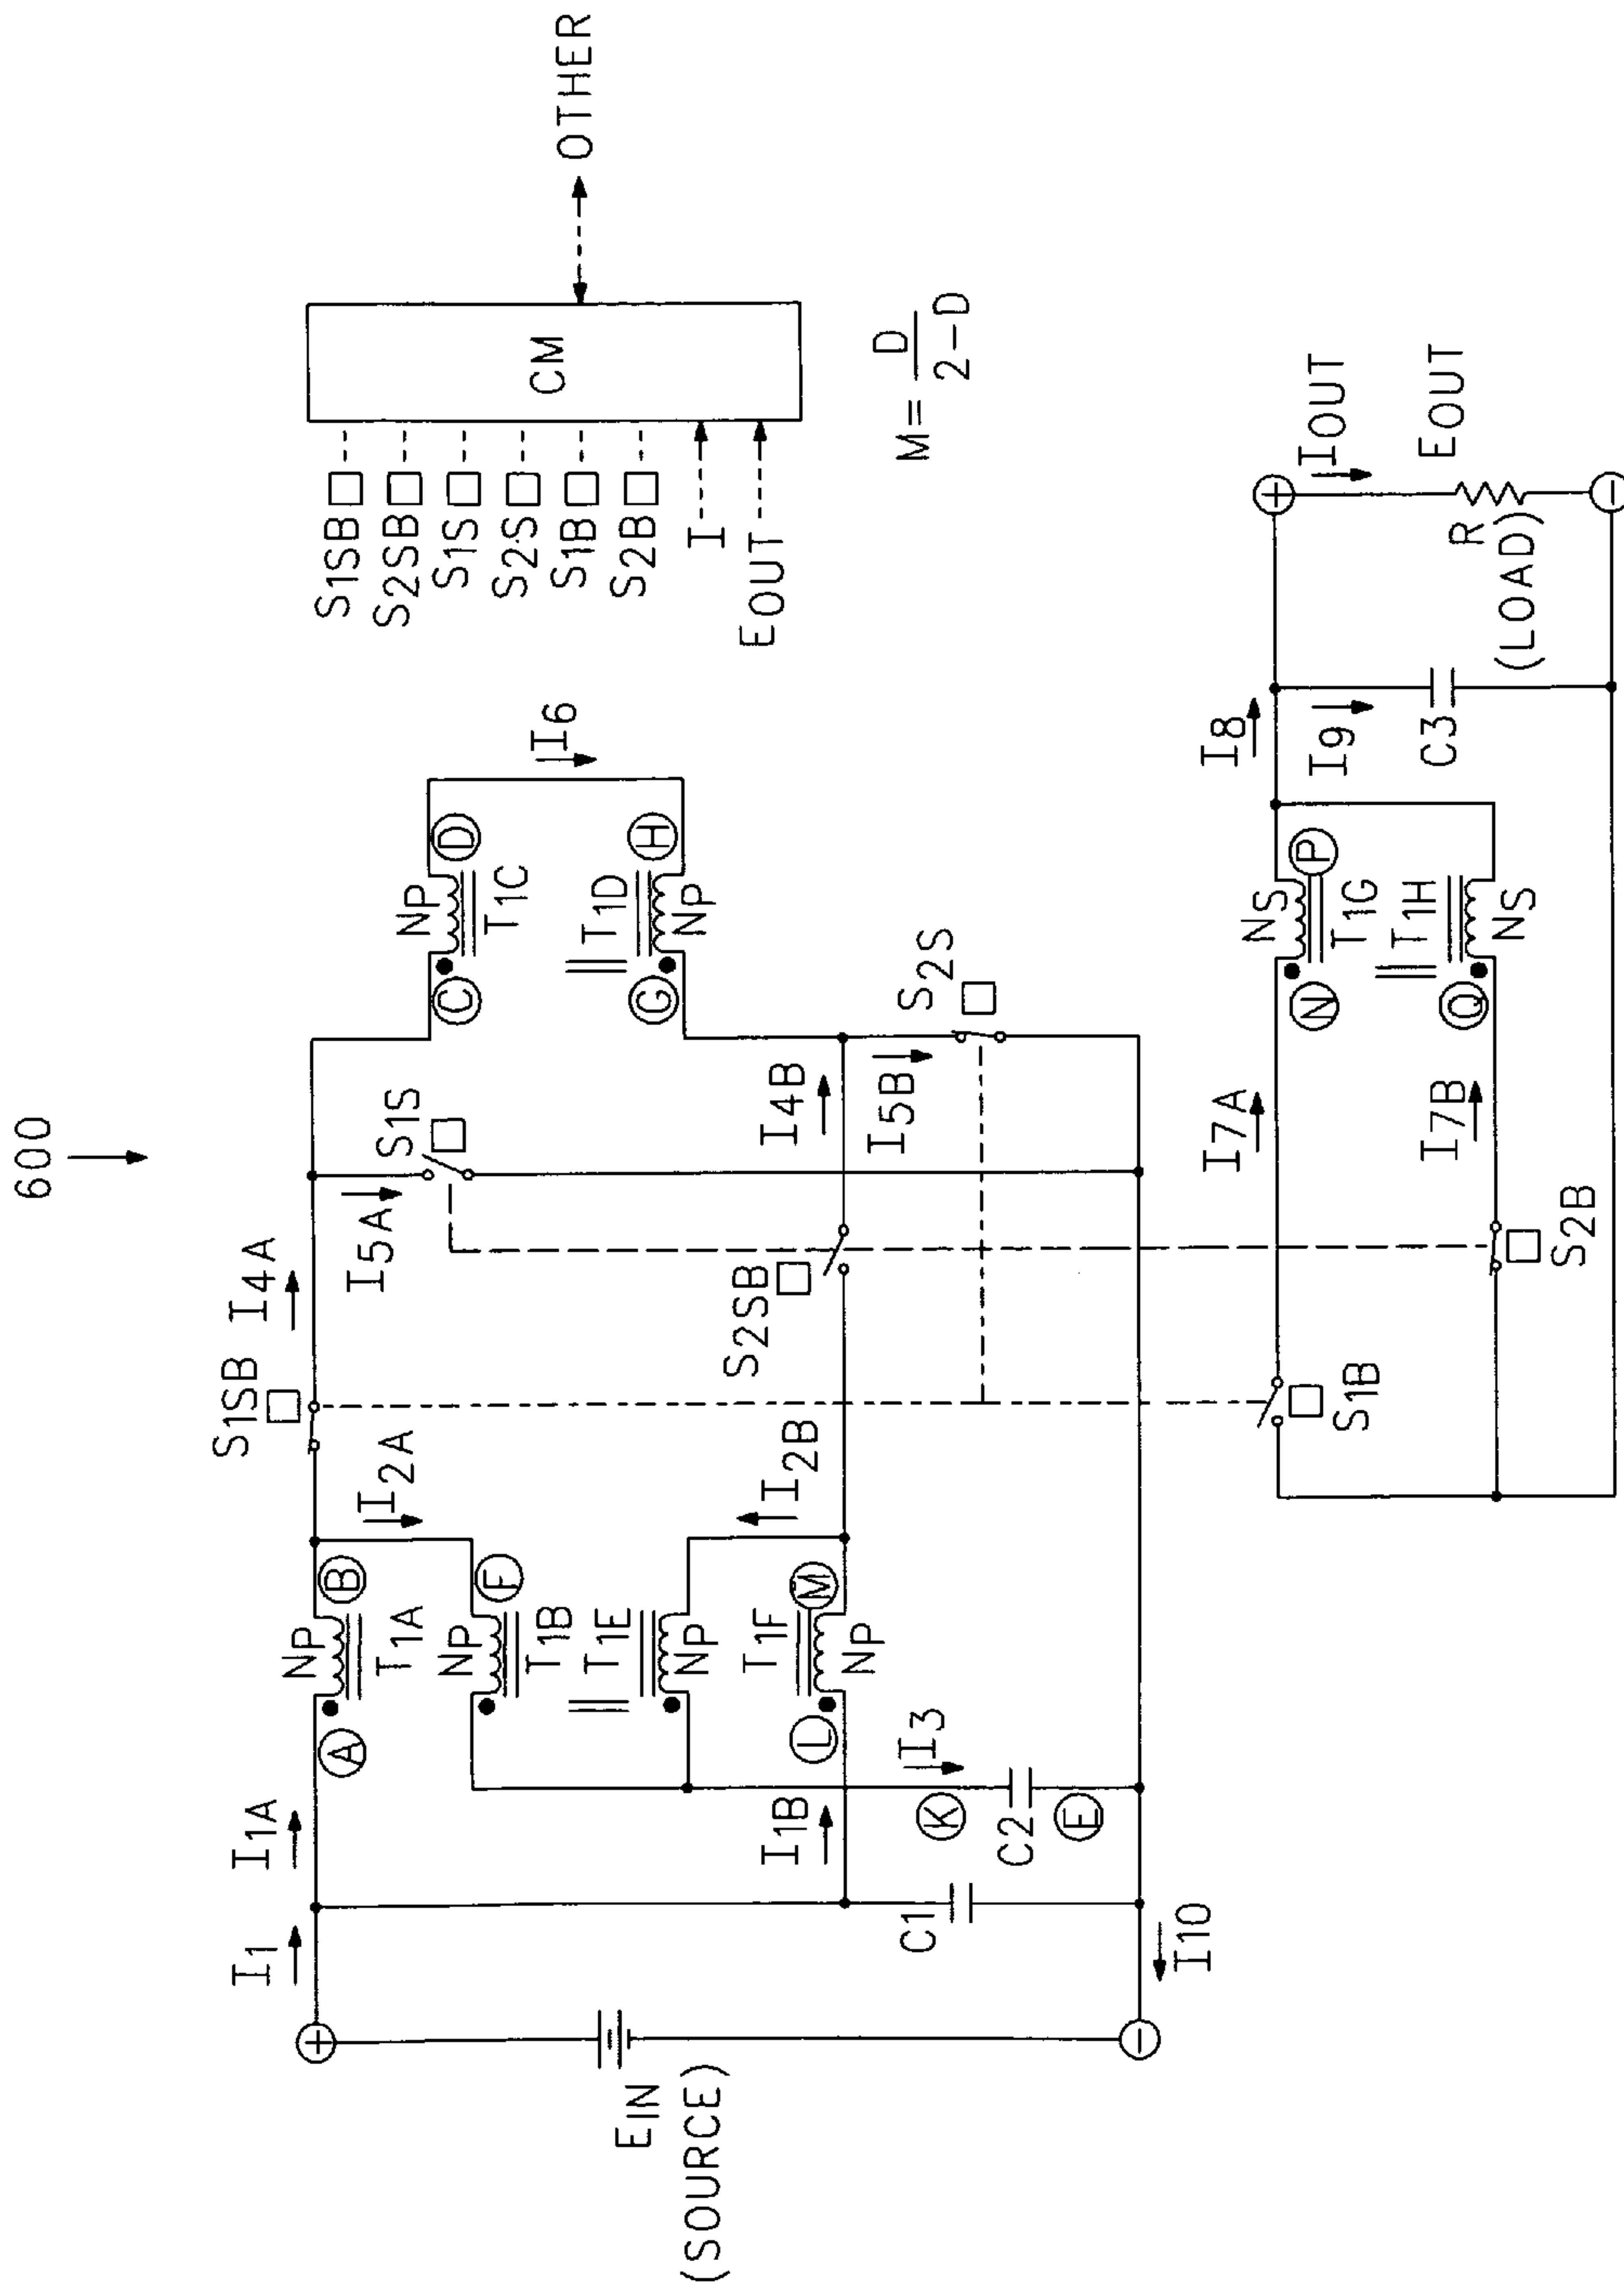 600
I1
I1A
A
NP
B
T1A
I2A
S1SB
I4A
I5A
S1S
C
NP
D
T1C
I6
T1D
G
H
NP
NP
F
T1B
T1E
NP
I2B
T1F
L
M
NP
I1B
I3
K
C2
E
C1
I10
EIN
(SOURCE)
S2SB
I4B
I5B
S2S
S1SB
S2SB
S1S
S2S
S1B
S2B
I
EOUT
CM
OTHER
M= D
2-D
S1B
I7A
N
NS
P
T1G
T1H
Q
NS
I7B
S2B
I8
I9
C3
IOUT
R
(LOAD)
EOUT